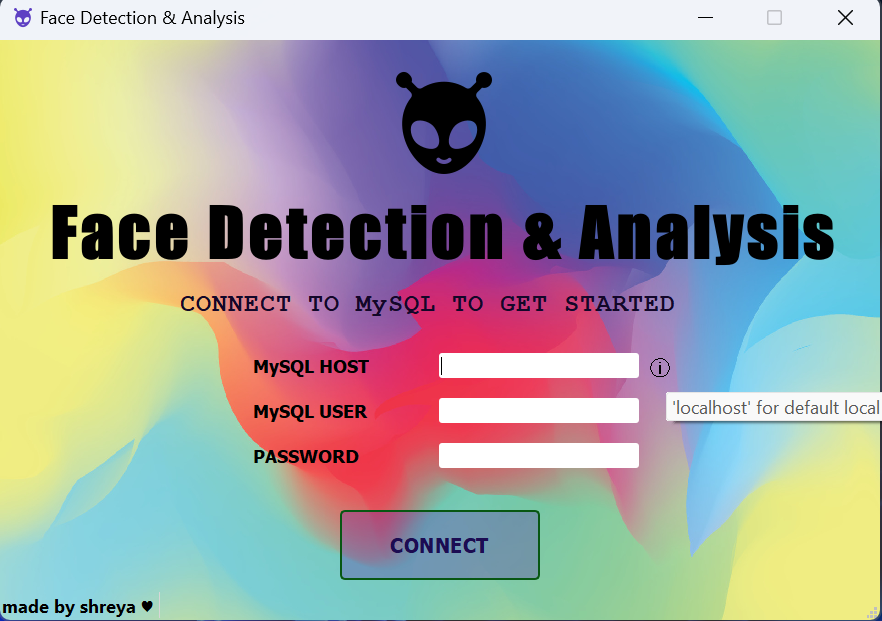 Face Detection & Analysis
Face Detection & Analysis
CONNECT TO MySQL TO GET STARTED
MySQL HOST
MySQL USER
'localhost' for default local
PASSWORD
CONNECT
made by shreya ♥